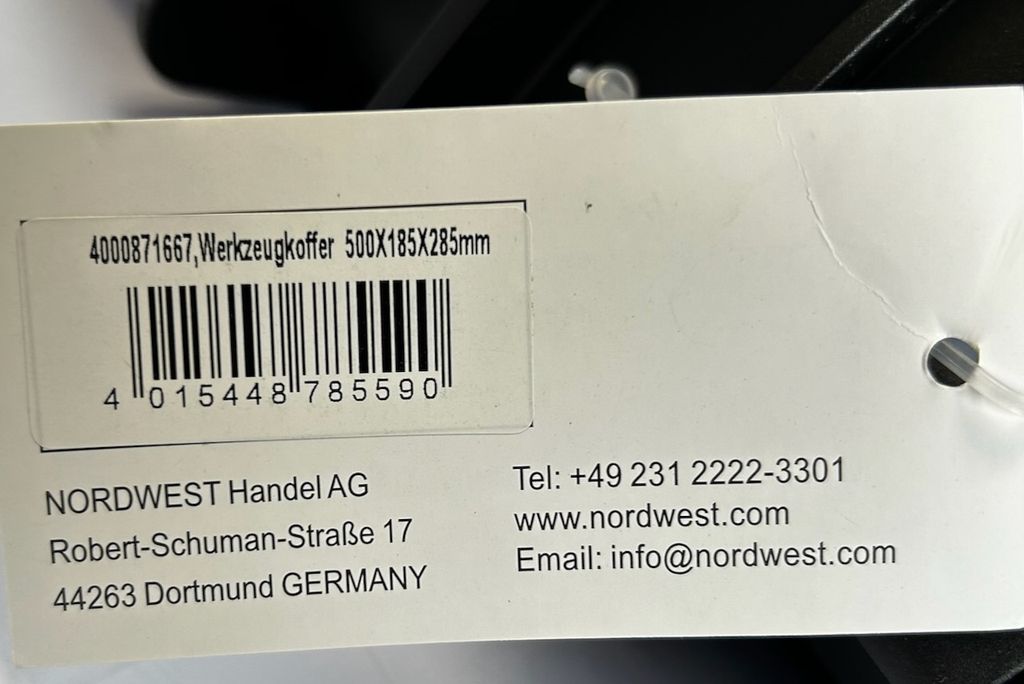 4000871667,Werkzeugkoffer 500X185X285mm
4 015448 785590
NORDWEST Handel AG
Robert-Schuman-Straße 17
44263 Dortmund GERMANY
Tel: +49 231 2222-3301
www.nordwest.com
Email: info@nordwest.com